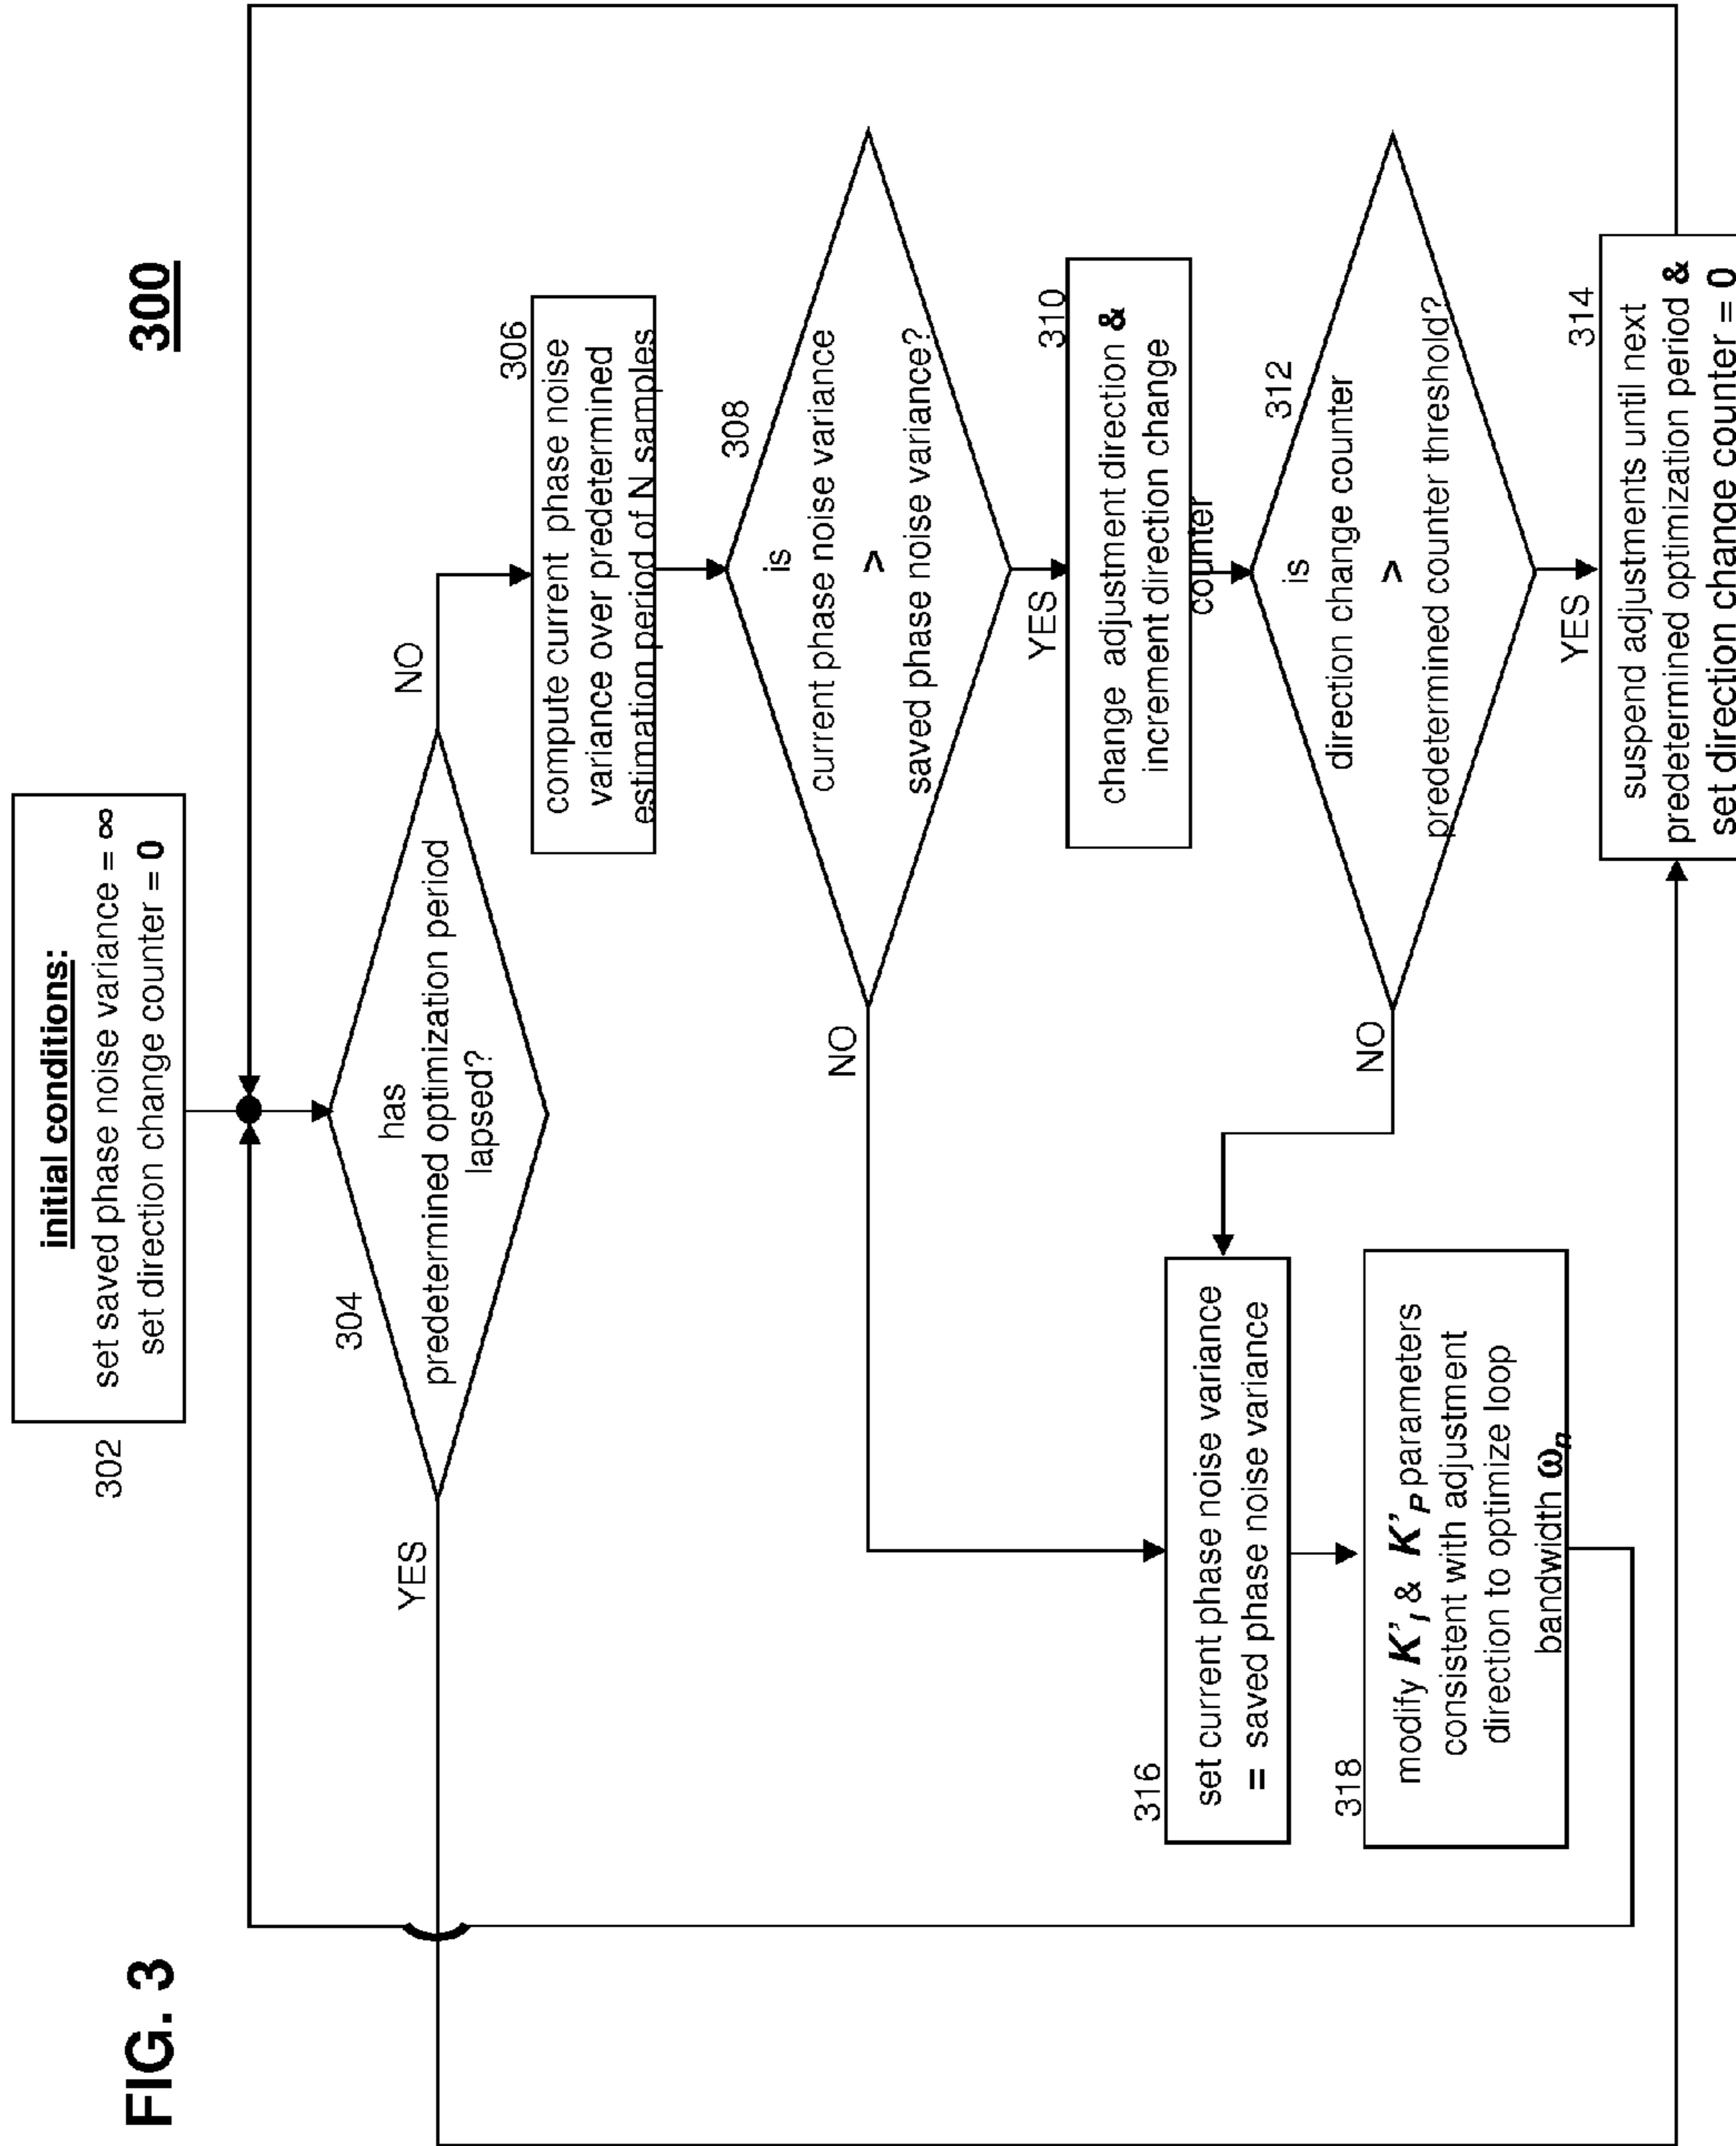 FIG. 3
300
302
initial conditions:
set saved phase noise variance = ∞
set direction change counter = 0
304
has
predetermined optimization period
lapsed?
YES
NO
306
compute current phase noise
variance over predetermined
estimation period of N samples
308
is
current phase noise variance
>
saved phase noise variance?
NO
YES
310
change adjustment direction &
increment direction change
counter
312
is
direction change counter
>
predetermined counter threshold?
NO
YES
314
suspend adjustments until next
predetermined optimization period &
set direction change counter = 0
316
set current phase noise variance
= saved phase noise variance
318
modify K'I & K'P parameters
consistent with adjustment
direction to optimize loop
bandwidth ωn